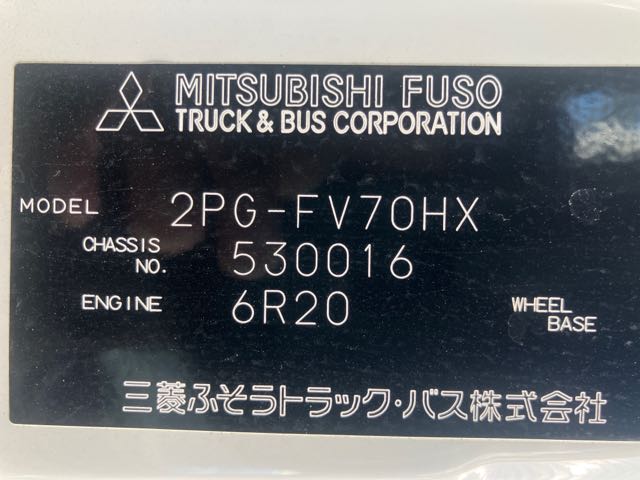 MITSUBISHI FUSO
TRUCK & BUS CORPORATION
MODEL 2PG-FV70HX
CHASSIS NO. 530016
ENGINE 6R20 WHEEL BASE
三菱ふそうトラック・バス株式会社